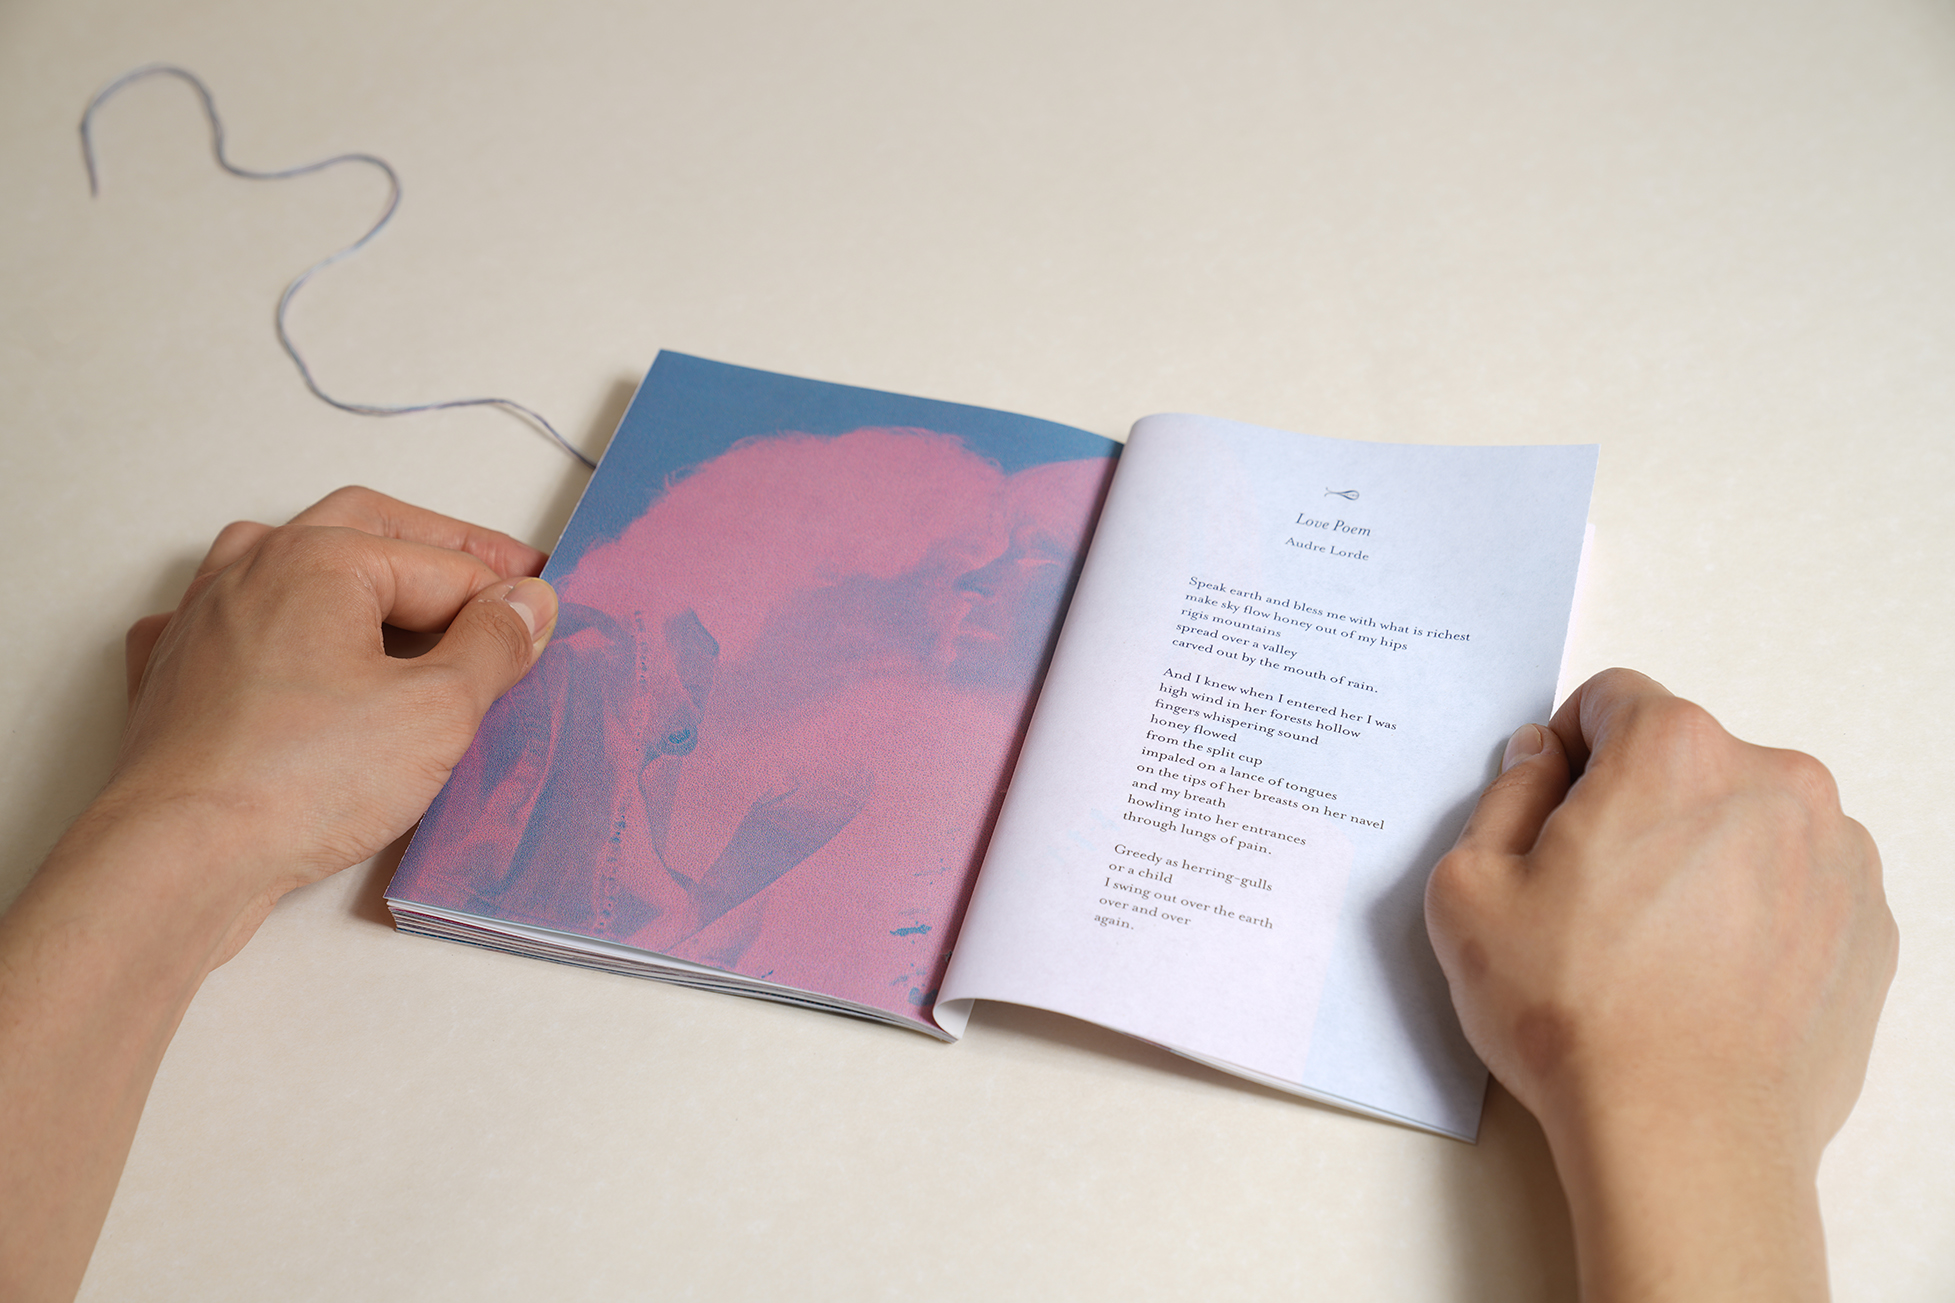 Love Poem
Audre Lorde
Speak earth and bless me with what is richest
make sky flow honey out of my hips
rigis mountains
spread over a valley
carved out by the mouth of rain.
And I knew when I entered her I was
high wind in her forests hollow
fingers whispering sound
honey flowed
from the split cup
impaled on a lance of tongues
on the tips of her breasts on her navel
and my breath
howling into her entrances
through lungs of pain.
Greedy as herring-gulls
or a child
I swing out over the earth
over and over
again.